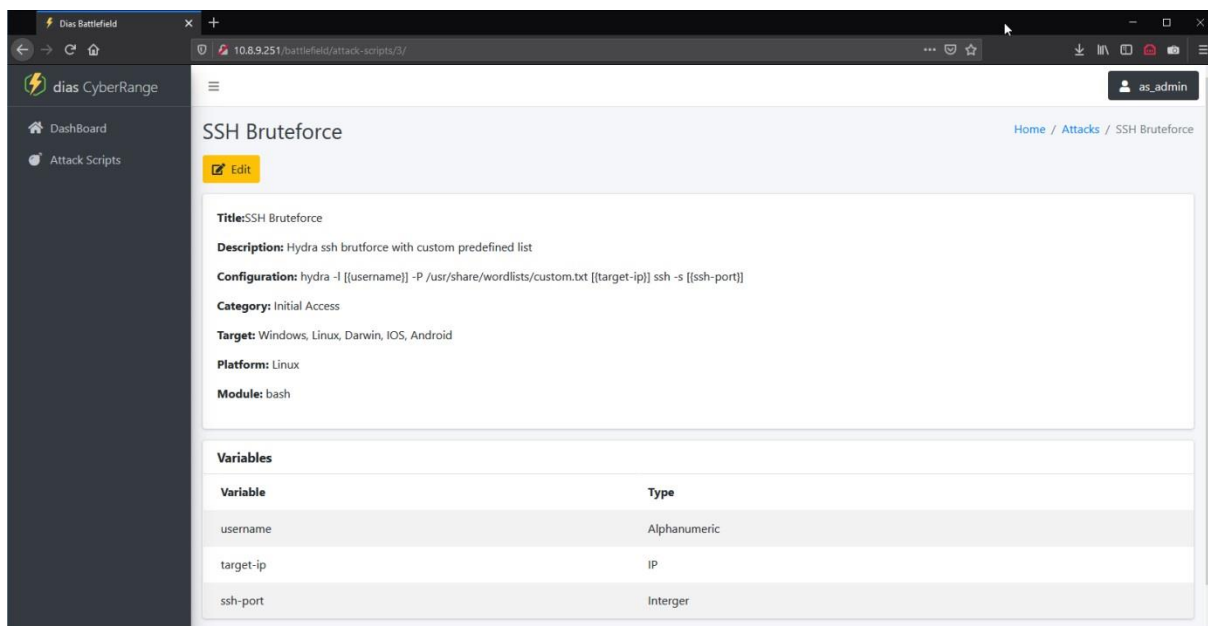 Dias Battlefield
10.8.9.251/battlefield/attack-scripts/3/
dias CyberRange
as_admin
DashBoard
Attack Scripts
SSH Bruteforce
Home / Attacks / SSH Bruteforce
Edit
Title:SSH Bruteforce
Description: Hydra ssh brutforce with custom predefined list
Configuration: hydra -l [{username}] -P /usr/share/wordlists/custom.txt [{target-ip}] ssh -s [{ssh-port}]
Category: Initial Access
Target: Windows, Linux, Darwin, IOS, Android
Platform: Linux
Module: bash
Variables
Variable Type
username Alphanumeric
target-ip IP
ssh-port Interger